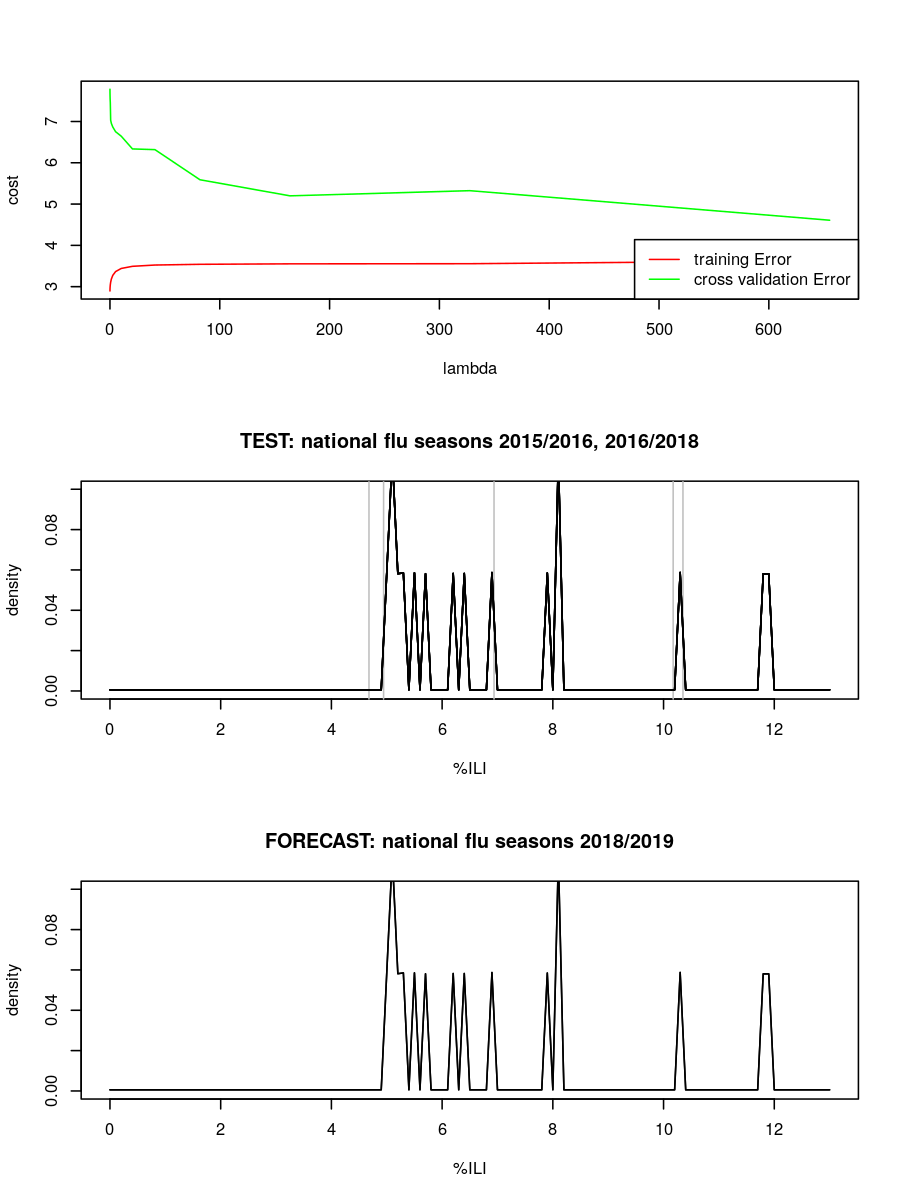 7
6
5
4
3
cost
training Error
cross validation Error
0 100 200 300 400 500 600
lambda
TEST: national flu seasons 2015/2016, 2016/2018
0.08
0.04
0.00
density
0 2 4 6 8 10 12
%ILI
FORECAST: national flu seasons 2018/2019
0.08
0.04
0.00
density
0 2 4 6 8 10 12
%ILI